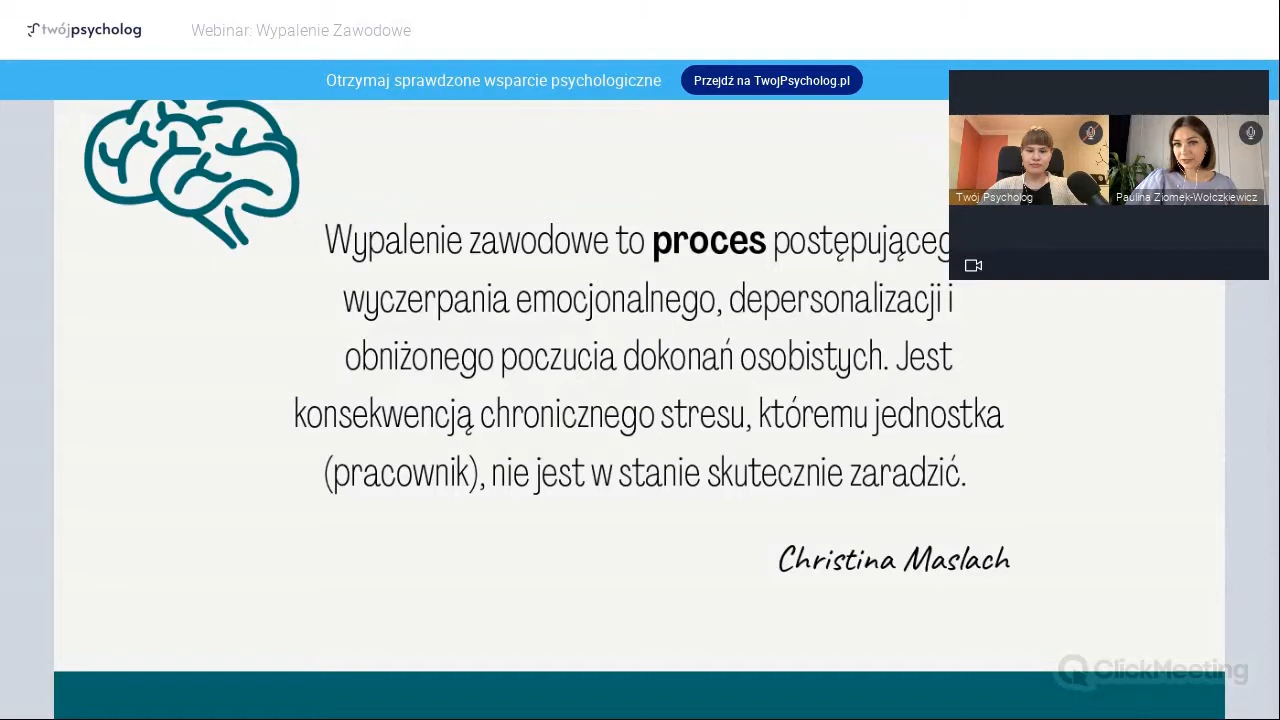 twójpsycholog
Webinar: Wypalenie Zawodowe
Otrzymaj sprawdzone wsparcie psychologiczne
Przejdź na TwojPsycholog.pl
Twój Psycholog
Paulina Ziomek-Wołczkiewicz
Wypalenie zawodowe to proces
wyczerpania emocjonalnego, depersonalizacji i
obniżonego poczucia dokonań osobistych. Jest
konsekwencją chronicznego stresu, któremu jednostka
(pracownik), nie jest w stanie skutecznie zaradzić.
Christina Maslach
ClickMeeting